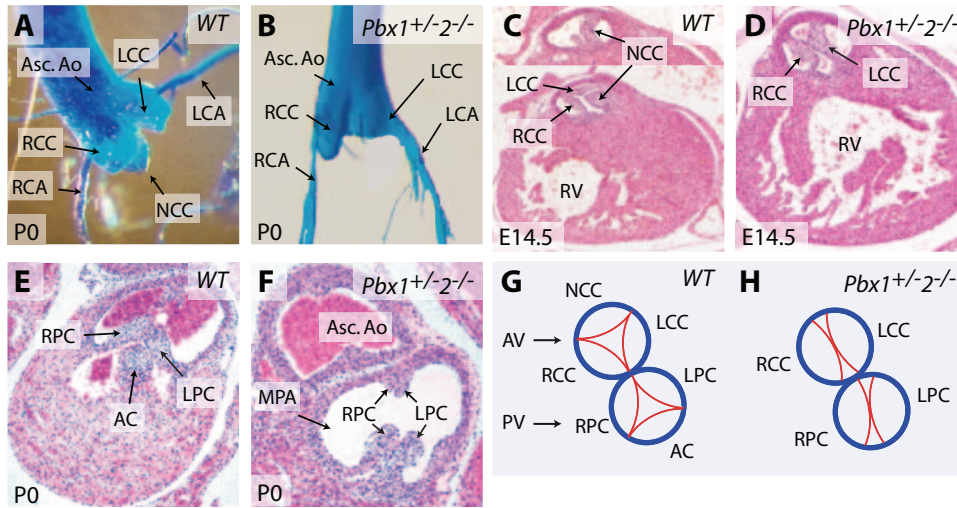 A
WT
LCC
Asc. Ao
LCA
RCC
RCA
NCC
P0
B
Pbx1+/-2-/-
Asc. Ao
LCC
RCC
LCA
RCA
P0
C
WT
NCC
LCC
RCC
RV
E14.5
D
Pbx1+/-2-/-
RCC
LCC
RV
E14.5
E
WT
RPC
LPC
AC
P0
F
Pbx1+/-2-/-
Asc. Ao
MPA
RPC
LPC
P0
G
WT
NCC
LCC
AV
RCC
LPC
PV
RPC
AC
H
Pbx1+/-2-/-
LCC
RCC
LPC
RPC